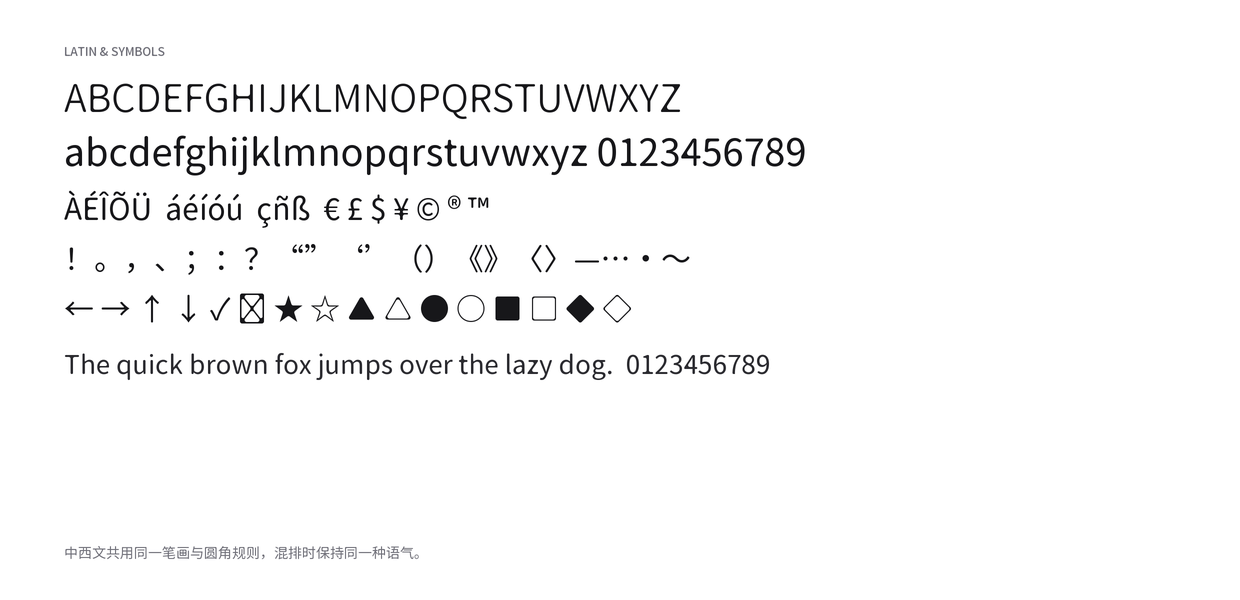 LATIN & SYMBOLS
ABCDEFGHIJKLMNOPQRSTUVWXYZ
abcdefghijklmnopqrstuvwxyz 0123456789
ÀÉÎÕÜ áéíóú çñß €£$¥©®™
！。，、；：？ “” ‘’ （） 《》 〈〉 —…·～
←→↑↓✓☒★☆▲△●○■□◆◇
The quick brown fox jumps over the lazy dog. 0123456789
中西文共用同一笔画与圆角规则，混排时保持同一种语气。